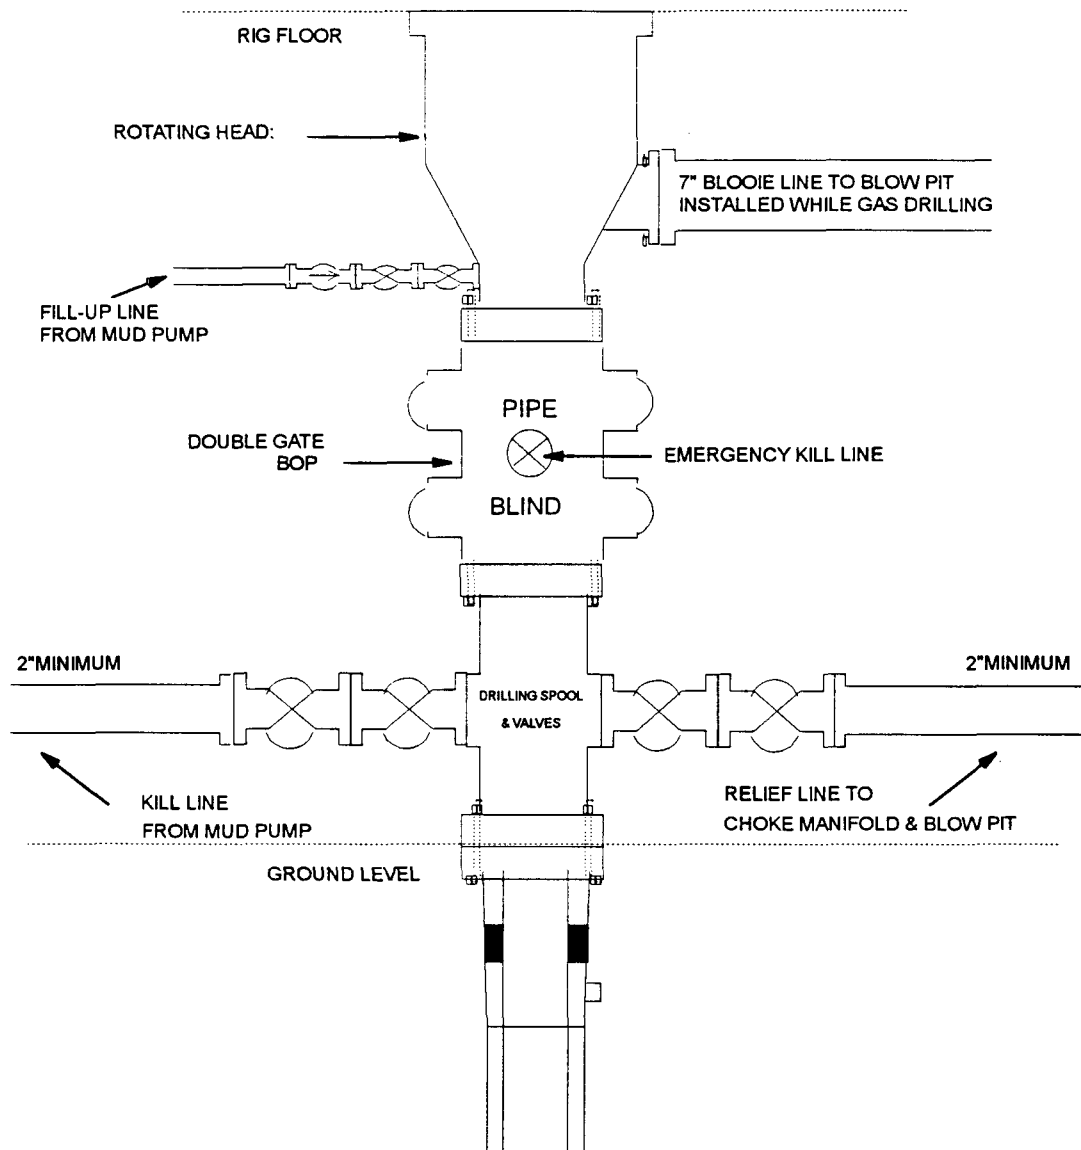 RIG FLOOR
ROTATING HEAD:
7" BLOOIE LINE TO BLOW PIT
INSTALLED WHILE GAS DRILLING
FILL-UP LINE
FROM MUD PUMP
PIPE
DOUBLE GATE
BOP
EMERGENCY KILL LINE
BLIND
2"MINIMUM
2"MINIMUM
DRILLING SPOOL
& VALVES
KILL LINE
FROM MUD PUMP
RELIEF LINE TO
CHOKE MANIFOLD & BLOW PIT
GROUND LEVEL